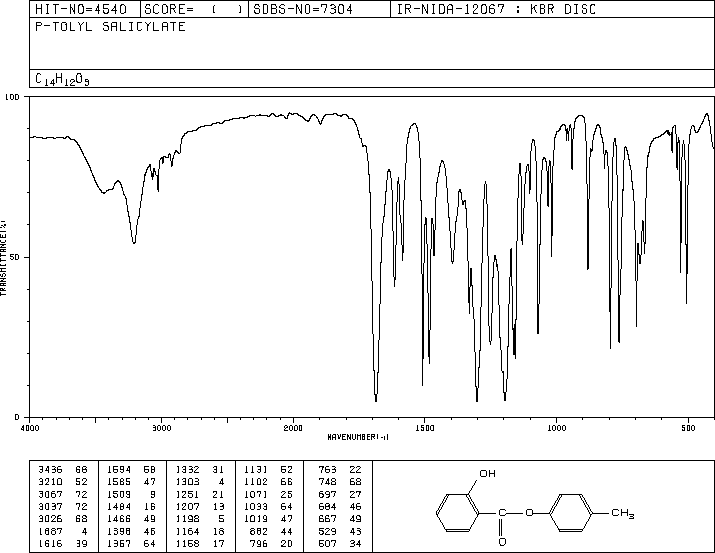 HIT-NO=4540 SCORE= ( ) SDBS-NO=7304 IR-NIDA-12067 : KBR DISC
P-TOLYL SALICYLATE
C14H12O3
100
50
0
TRANSMITTANCE(%)
4000 3000 2000 1500 1000 500
WAVENUMBER(-1)
3436 66 1594 68 1332 31 1131 52 763 22
3210 52 1585 47 1303 4 1102 66 748 68
3067 72 1509 9 1251 21 1071 25 697 27
3037 72 1484 16 1207 13 1033 64 684 46
3026 68 1466 49 1198 5 1019 47 667 49
1687 4 1398 46 1164 18 882 44 529 43
1616 39 1367 64 1158 17 796 20 507 34
OH
C O CH3
O